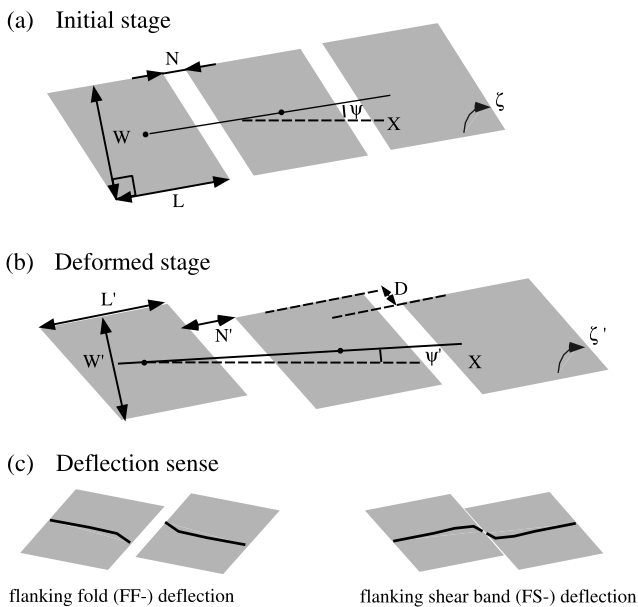 (a) Initial stage
N
ζ
W
ψ
X
L
(b) Deformed stage
L'
D
N'
ζ '
W'
ψ'
X
(c) Deflection sense
flanking fold (FF-) deflection
flanking shear band (FS-) deflection